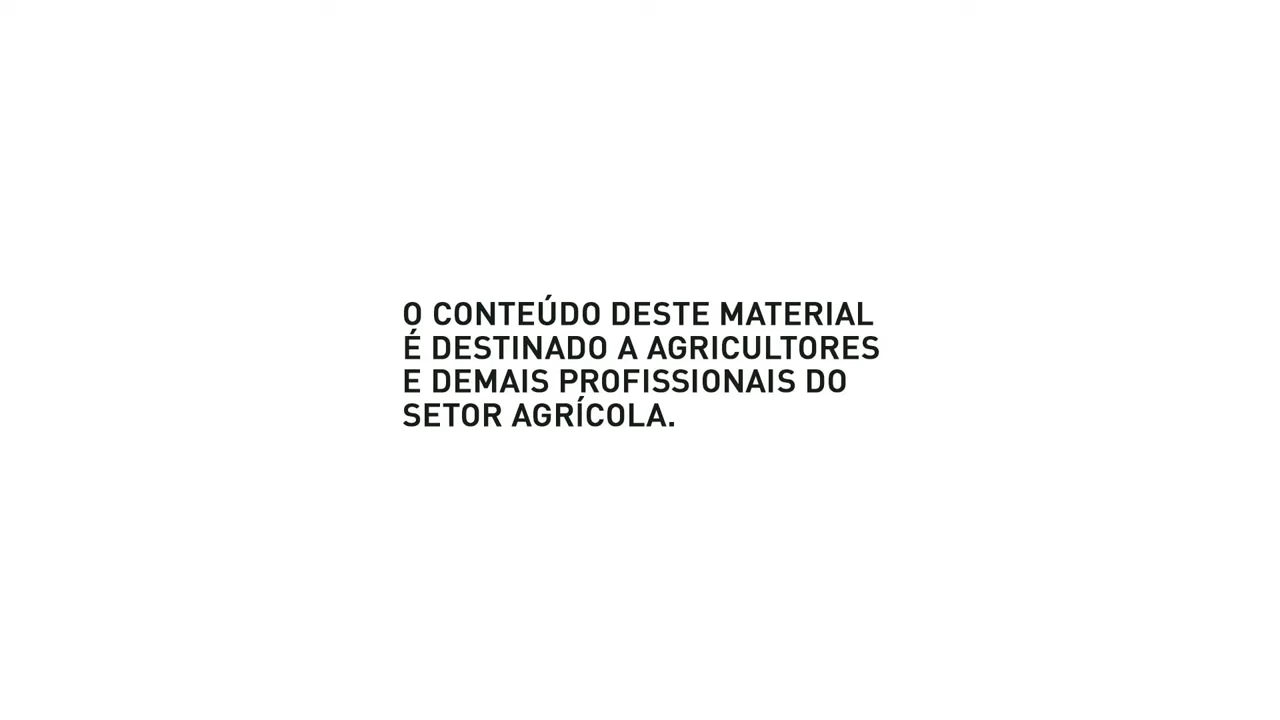 O CONTEÚDO DESTE MATERIAL
É DESTINADO A AGRICULTORES
E DEMAIS PROFISSIONAIS DO
SETOR AGRÍCOLA.